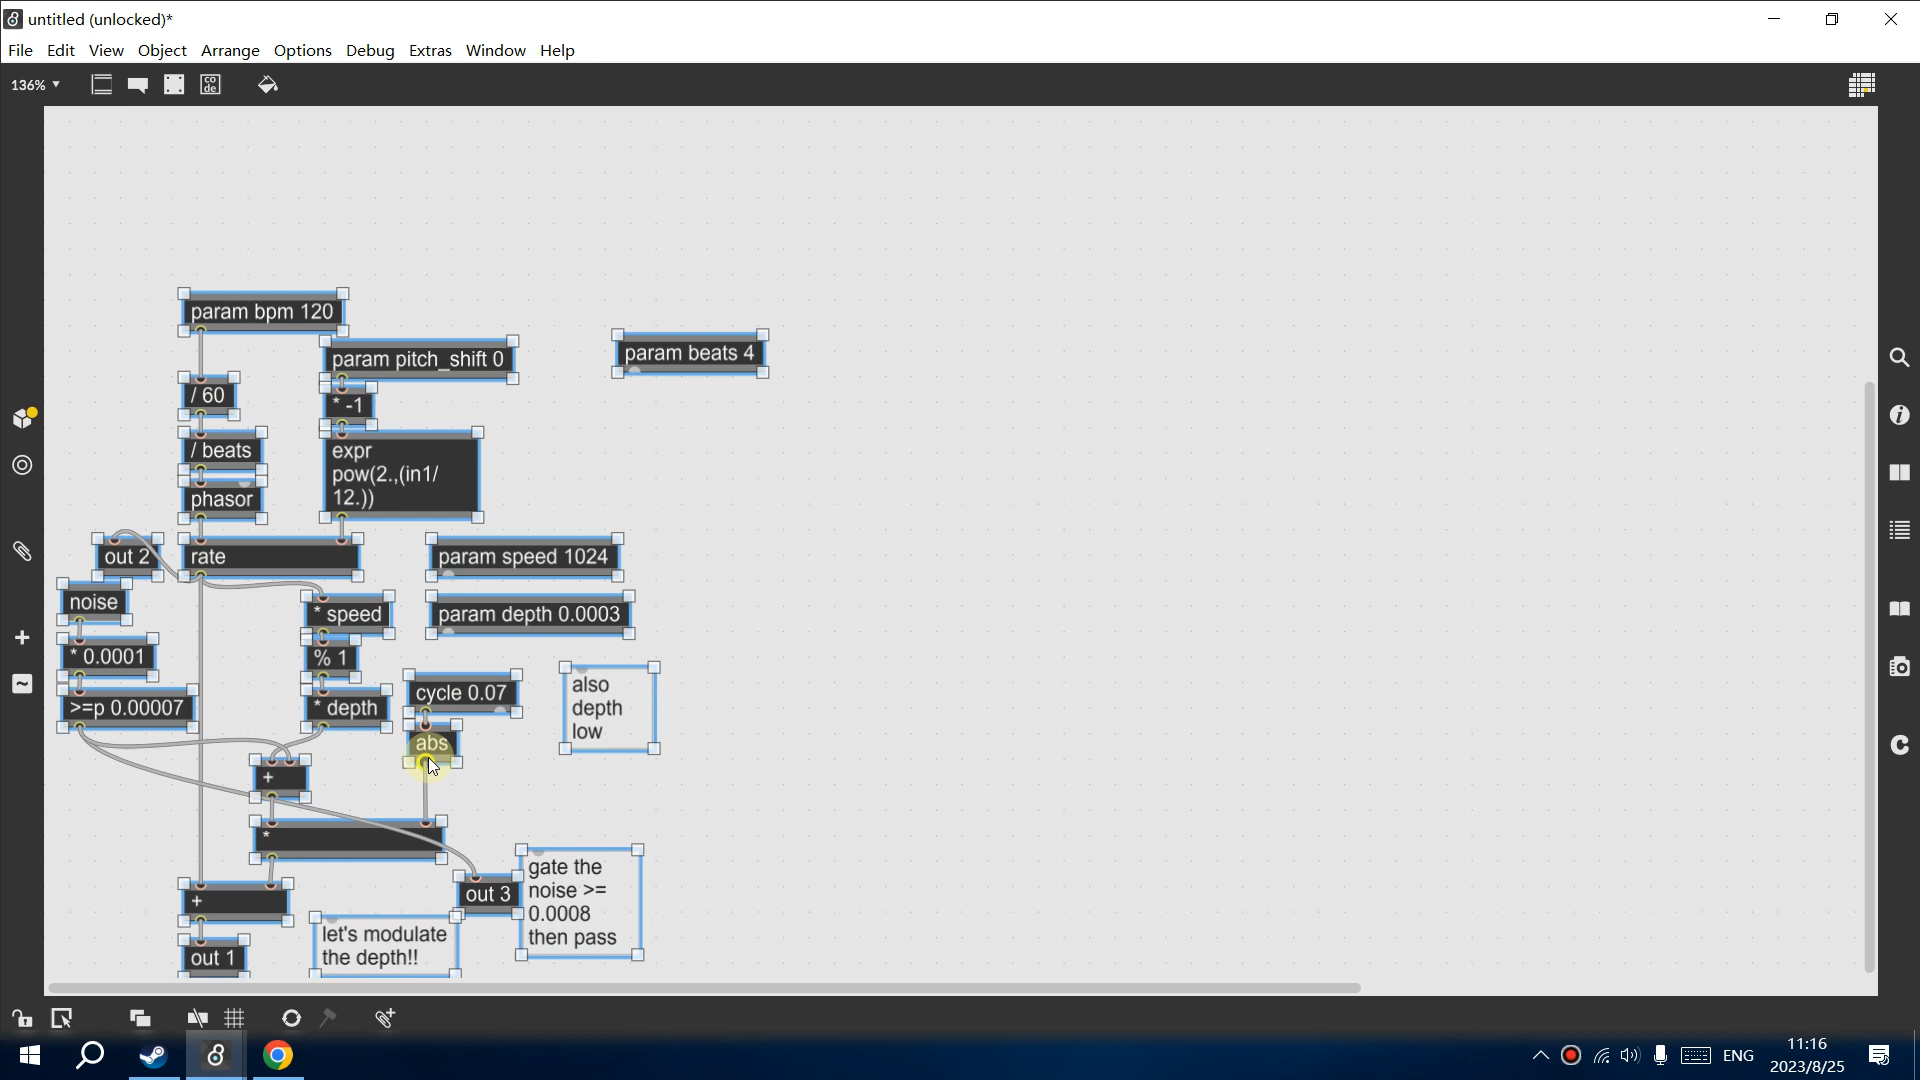 untitled (unlocked)*
File Edit View Object Arrange Options Debug Extras Window Help
136%
co
de
param bpm 120
param pitch_shift 0
param beats 4
/ 60
* -1
/ beats
expr
pow(2.,(in1/
12.))
phasor
out 2
rate
param speed 1024
noise
* speed
param depth 0.0003
* 0.0001
% 1
cycle 0.07
also
depth
low
>=p 0.00007
* depth
abs
+
*
gate the
noise >=
0.0008
then pass
out 3
+
let's modulate
the depth!!
out 1
ENG
11:16
2023/8/25